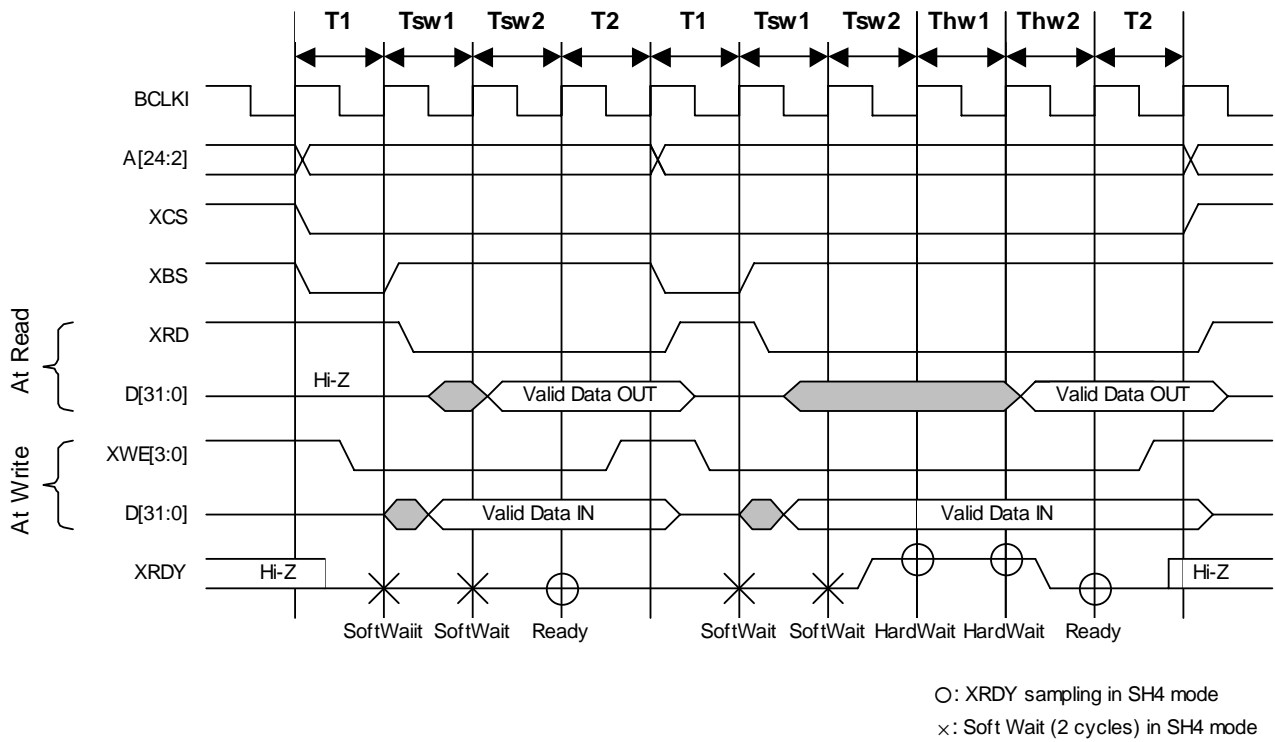 T1 Tsw1 Tsw2 T2 T1 Tsw1 Tsw2 Thw1 Thw2 T2
BCLKI
A[24:2]
XCS
XBS
At Read
XRD
Hi-Z
D[31:0] Valid Data OUT Valid Data OUT
At Write
XWE[3:0]
D[31:0] Valid Data IN Valid Data IN
XRDY Hi-Z Hi-Z
SoftWaiit SoftWait Ready SoftWait SoftWait HardWait HardWait Ready
O: XRDY sampling in SH4 mode
×: Soft Wait (2 cycles) in SH4 mode